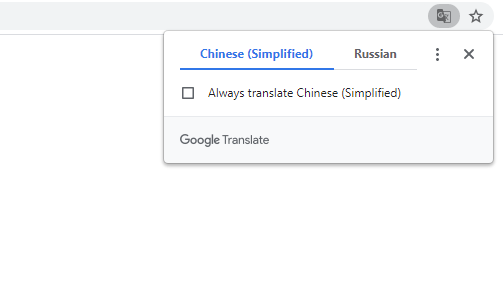 Chinese (Simplified) Russian
Always translate Chinese (Simplified)
Google Translate